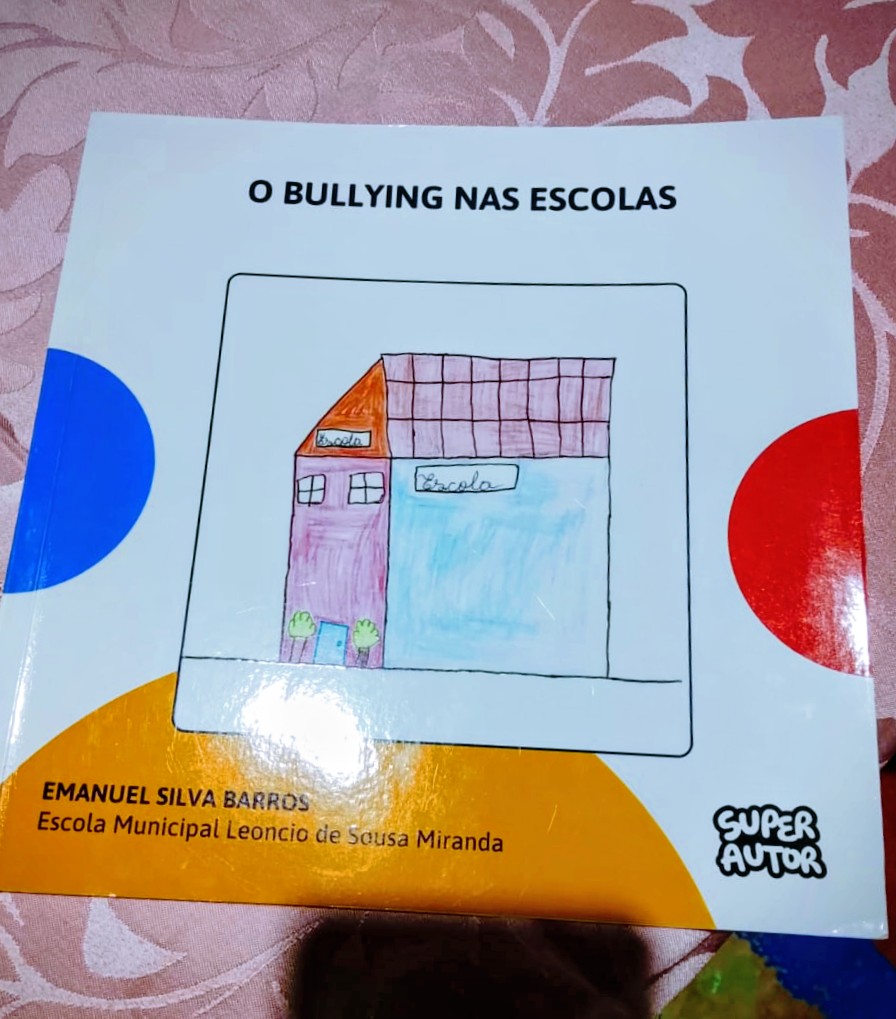 O BULLYING NAS ESCOLAS
Escola
Escola
EMANUEL SILVA BARROS
Escola Municipal Leoncio de Sousa Miranda
SUPER
AUTOR